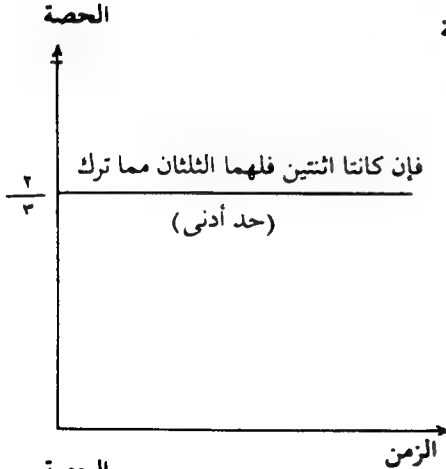 الحصة
فإن كانتا اثنتين فلهما الثلثان مما ترك
٢
٣
(حد أدنى)
الزمن